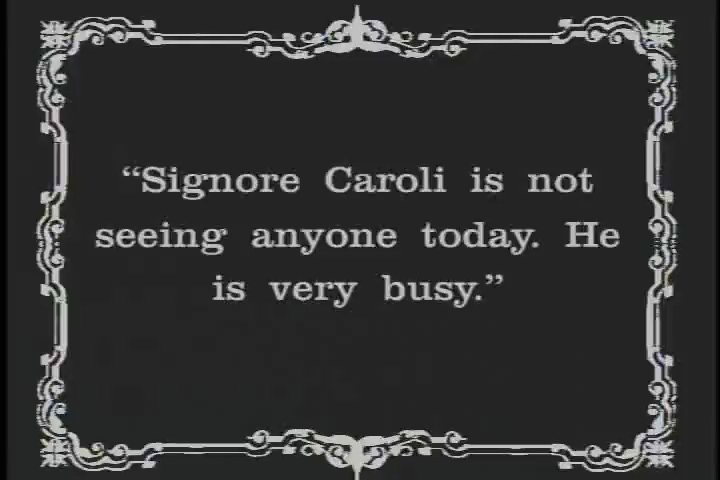 “Signore Caroli is not
seeing anyone today. He
is very busy.”